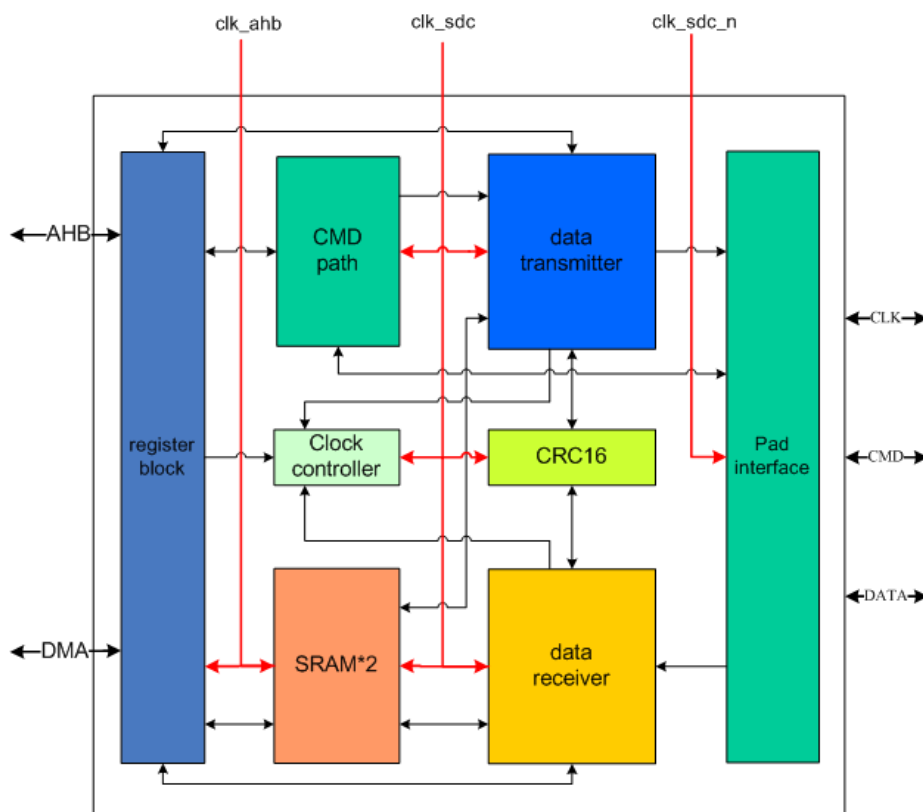 clk_ahb
clk_sdc
clk_sdc_n
AHB
CMD
path
data
transmitter
CLK
register
block
Clock
controller
CRC16
Pad
interface
CMD
DATA
DMA
SRAM*2
data
receiver